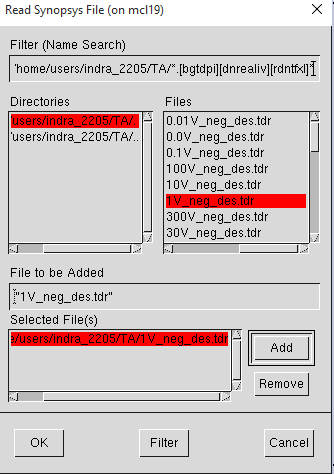 Read Synopsys File (on mcl19)
Filter (Name Search)
'home/users/indra_2205/TA/*.[bgtdpi][dnrealiv][rdntfxl]*
Directories
users/indra_2205/TA/.
'users/indra_2205/TA/..
Files
0.01V_neg_des.tdr
0.0V_neg_des.tdr
0.1V_neg_des.tdr
100V_neg_des.tdr
10V_neg_des.tdr
1V_neg_des.tdr
300V_neg_des.tdr
30V_neg_des.tdr
File to be Added
"1V_neg_des.tdr"
Selected File(s)
e/users/indra_2205/TA/1V_neg_des.td
Add
Remove
OK
Filter
Cancel